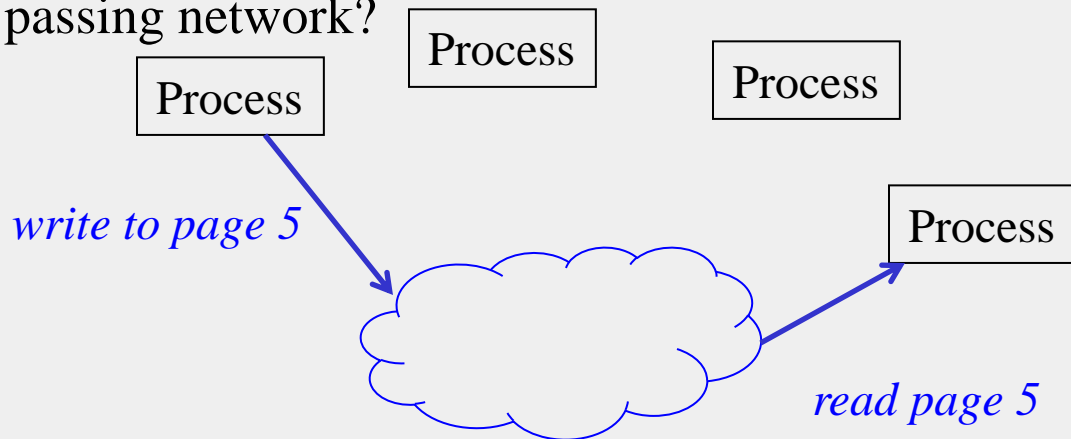 passing network?
Process
Process
Process
write to page 5
Process
read page 5